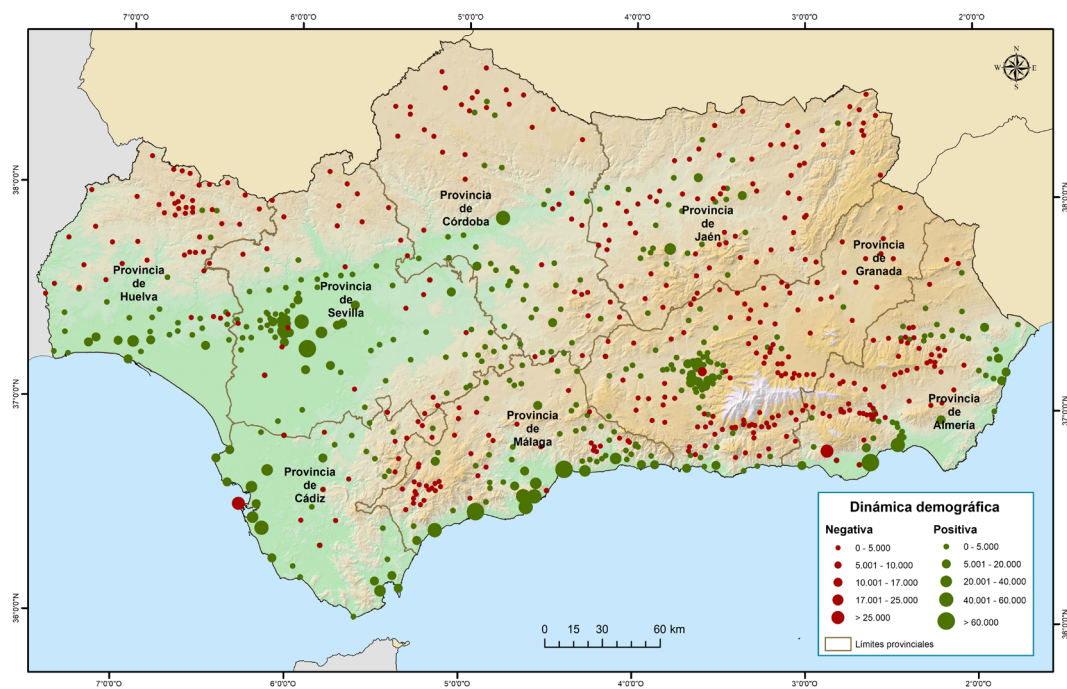 7°0'0"O
6°0'0"O
5°0'0"O
4°0'0"O
3°0'0"O
2°0'0"O
N
W
E
S
38°0'0"N
38°0'0"N
Provincia
de
Córdoba
Provincia
de
Jaén
Provincia
de
Granada
Provincia
de
Huelva
Provincia
de
Sevilla
37°0'0"N
37°0'0"N
Provincia
de
Málaga
Provincia
de
Almería
Provincia
de
Cádiz
Dinámica demográfica
Negativa
Positiva
0 - 5.000
0 - 5.000
5.001 - 10.000
5.001 - 20.000
10.001 - 17.000
20.001 - 40.000
17.001 - 25.000
40.001 - 60.000
> 25.000
> 60.000
Límites provinciales
36°0'0"N
36°0'0"N
0 15 30 60 km
7°0'0"O
6°0'0"O
5°0'0"O
4°0'0"O
3°0'0"O
2°0'0"O